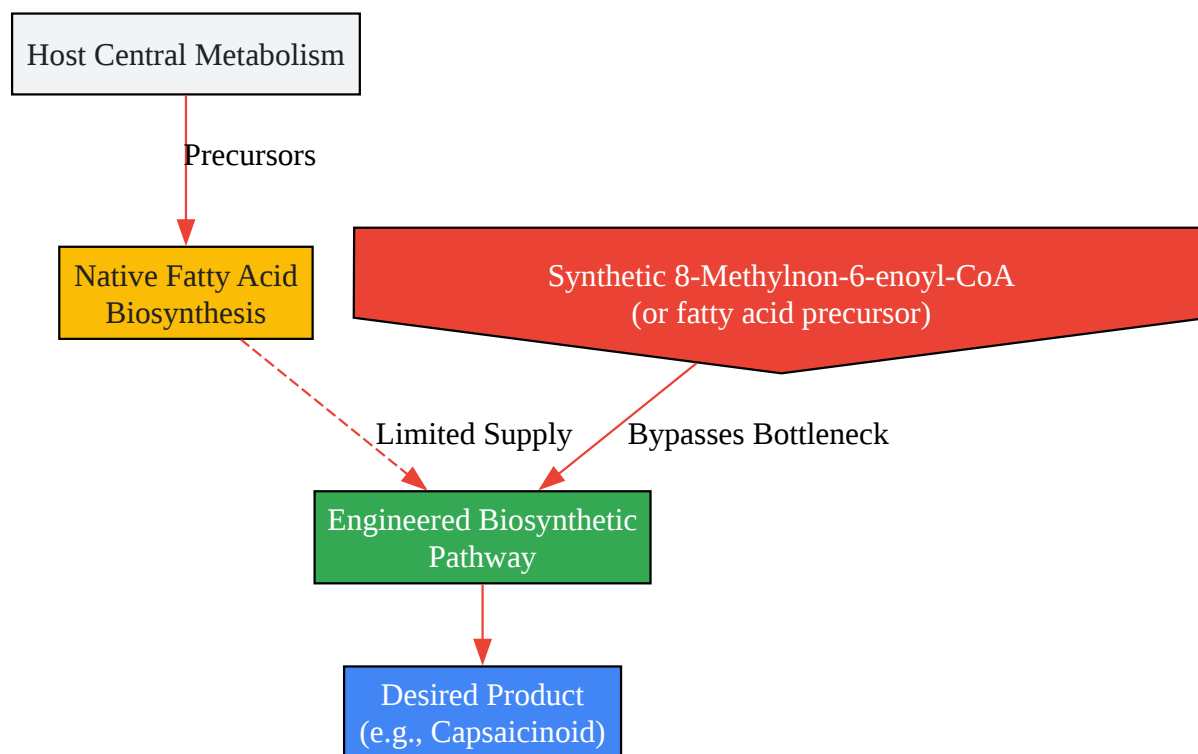 Host Central Metabolism
Precursors
Native Fatty Acid
Biosynthesis
Synthetic 8-Methylnon-6-enoyl-CoA
(or fatty acid precursor)
Limited Supply
Bypasses Bottleneck
Engineered Biosynthetic
Pathway
Desired Product
(e.g., Capsaicinoid)